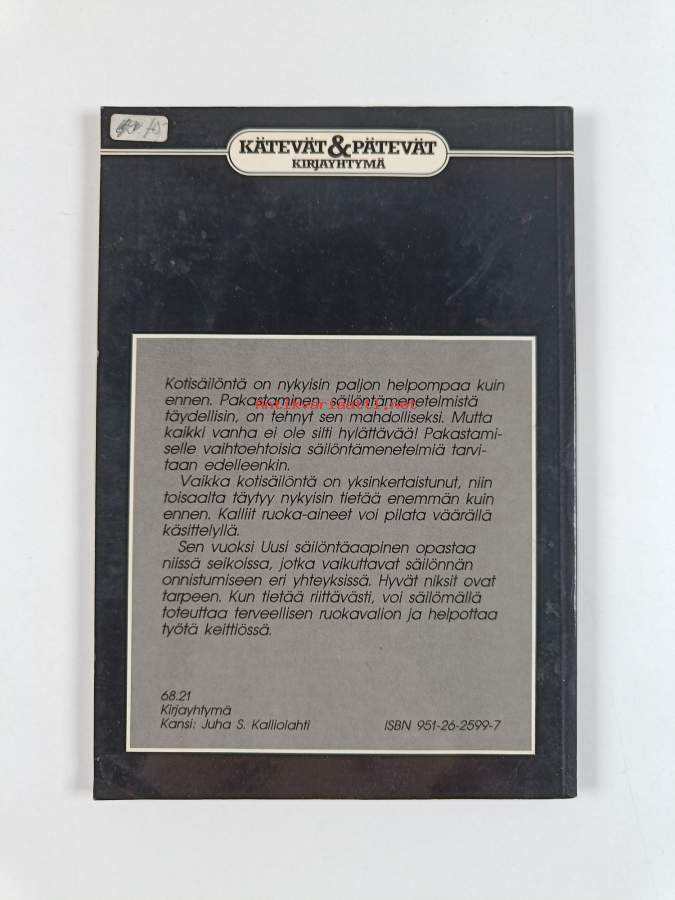 KÄTEVÄT & PÄTEVÄT
KIRJAYHTYMÄ
Kotisäilöntä on nykyisin paljon helpompaa kuin
ennen. Pakastaminen, säilöntämenetelmistä
Antikvariaatti.net
täydellisin, on tehnyt sen mahdolliseksi. Mutta
kaikki vanha ei ole silti hylättävää! Pakastami-
selle vaihtoehtoisia säilöntämenetelmiä tarvi-
taan edelleenkin.
Vaikka kotisäilöntä on yksinkertaistunut, niin
toisaalta täytyy nykyisin tietää enemmän kuin
ennen. Kalliit ruoka-aineet voi pilata väärällä
käsittelyllä.
Sen vuoksi Uusi säilöntäaapinen opastaa
niissä seikoissa, jotka vaikuttavat säilönnän
onnistumiseen eri yhteyksissä. Hyvät niksit ovat
tarpeen. Kun tietää riittävästi, voi säilömällä
toteuttaa terveellisen ruokavalion ja helpottaa
työtä keittiössä.
68.21
Kirjayhtymä
Kansi: Juha S. Kalliolahti ISBN 951-26-2599-7